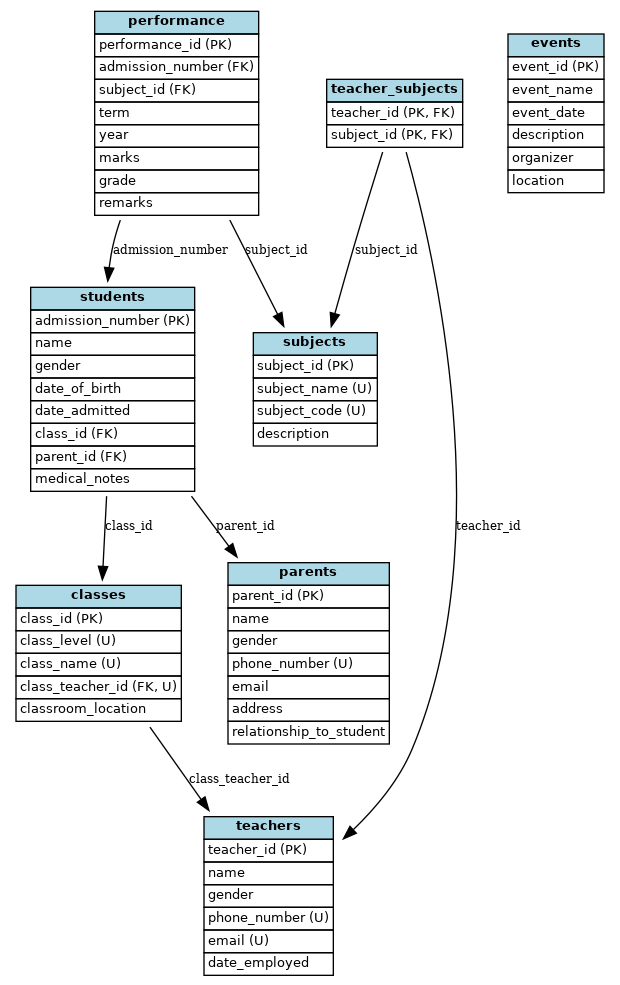 performance
performance_id (PK)
admission_number (FK)
subject_id (FK)
term
year
marks
grade
remarks
teacher_subjects
teacher_id (PK, FK)
subject_id (PK, FK)
events
event_id (PK)
event_name
event_date
description
organizer
location
admission_number
subject_id
subject_id
students
admission_number (PK)
name
gender
date_of_birth
date_admitted
class_id (FK)
parent_id (FK)
medical_notes
subjects
subject_id (PK)
subject_name (U)
subject_code (U)
description
class_id
parent_id
teacher_id
classes
class_id (PK)
class_level (U)
class_name (U)
class_teacher_id (FK, U)
classroom_location
parents
parent_id (PK)
name
gender
phone_number (U)
email
address
relationship_to_student
class_teacher_id
teachers
teacher_id (PK)
name
gender
phone_number (U)
email (U)
date_employed